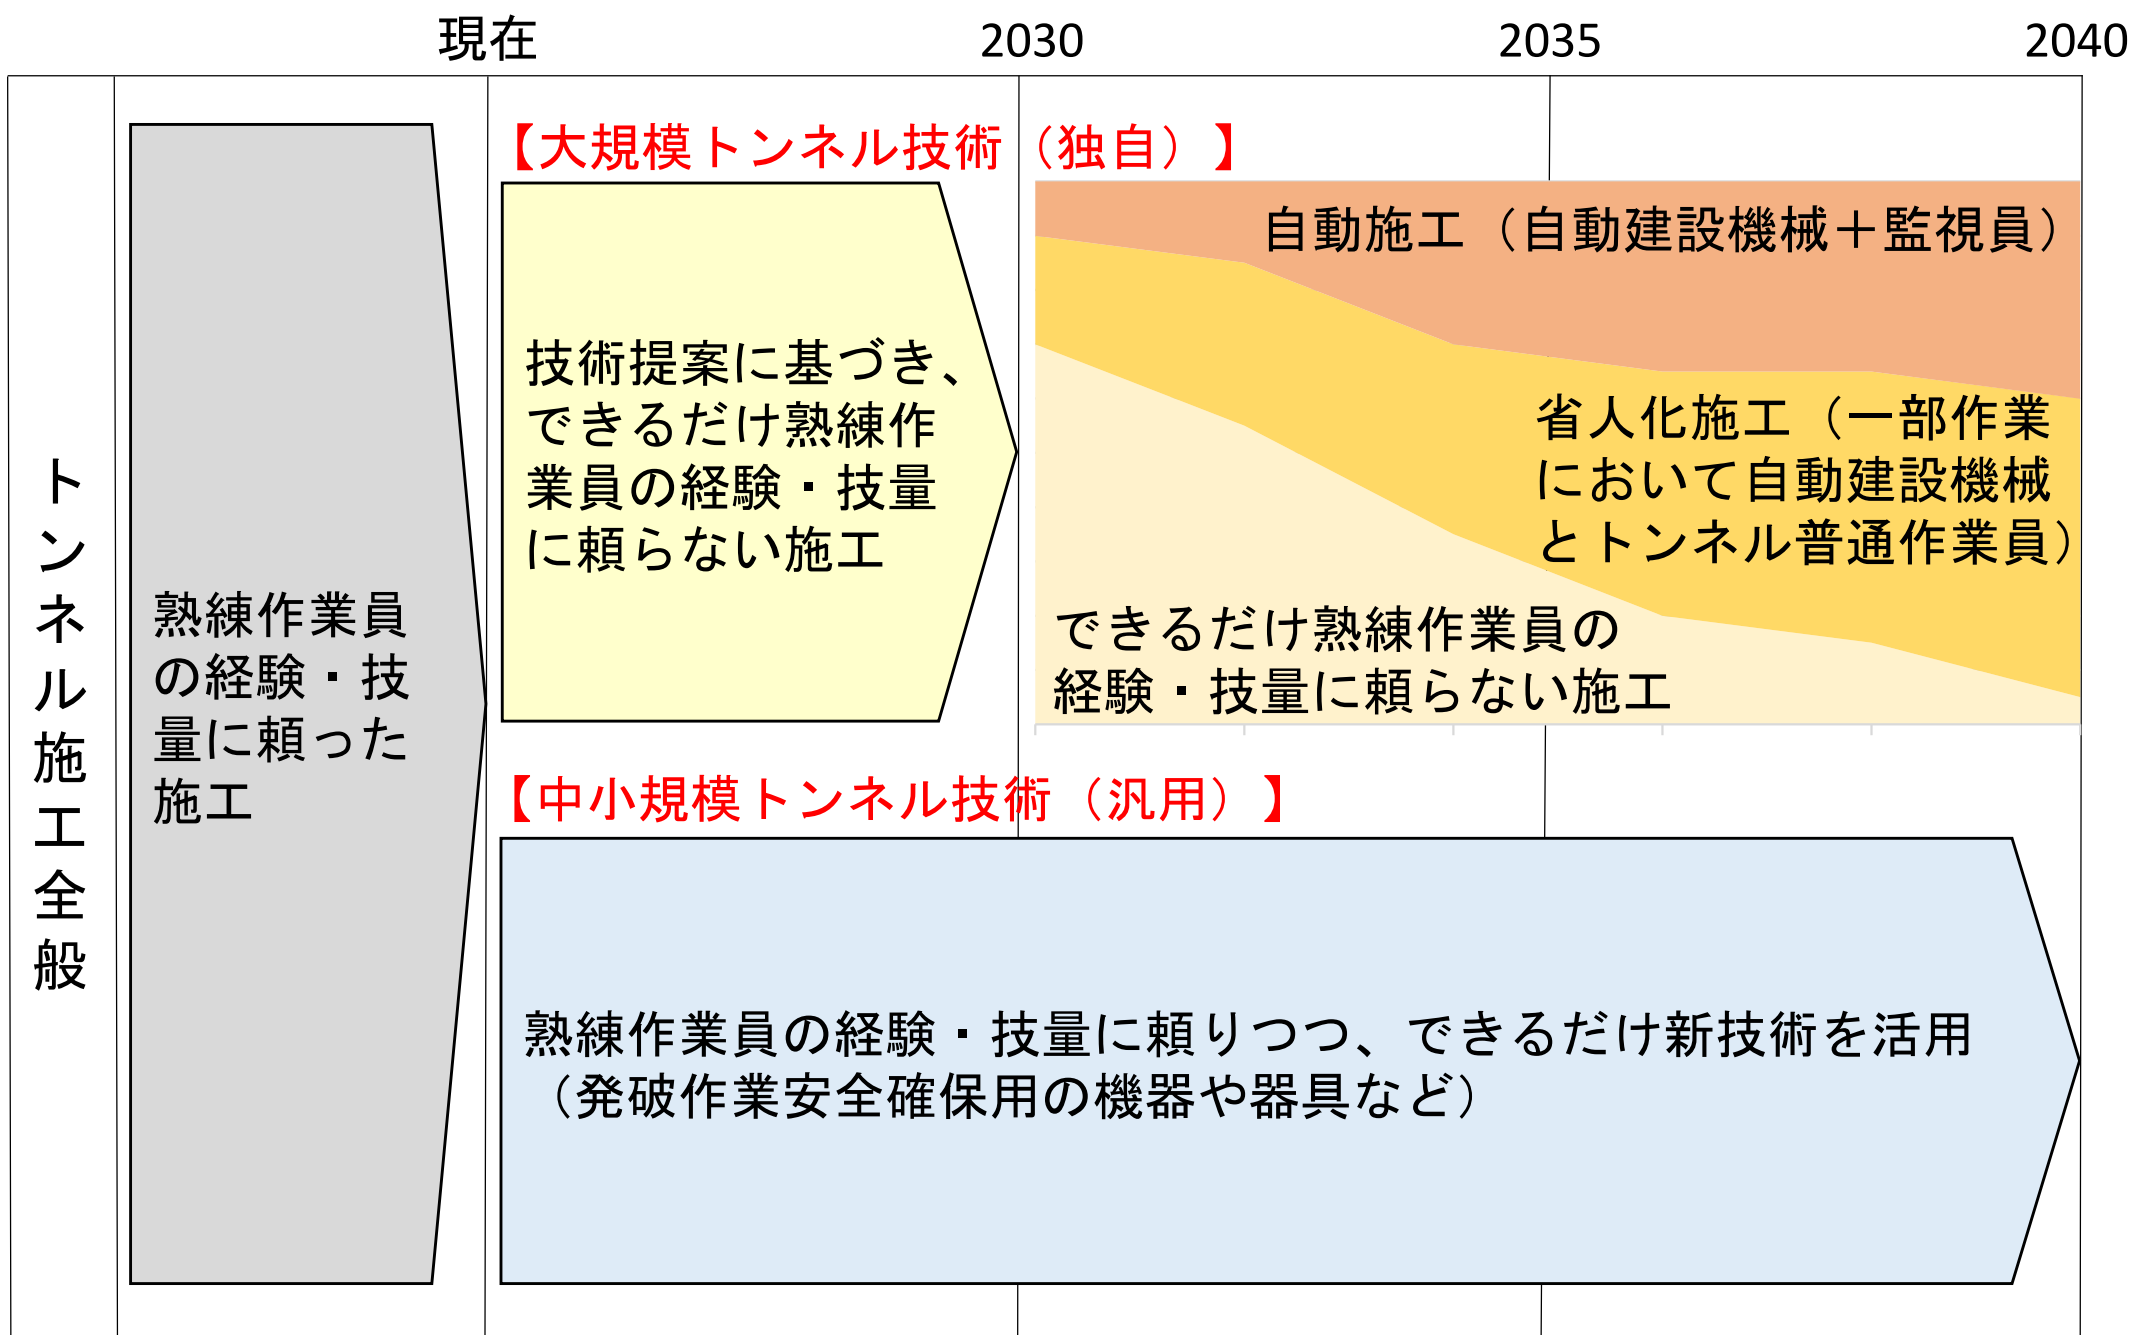 現在
2030
2035
2040
トンネル施工全般
熟練作業員
の経験・技
量に頼った
施工
【大規模トンネル技術（独自）】
技術提案に基づき、
できるだけ熟練作
業員の経験・技量
に頼らない施工
自動施工（自動建設機械＋監視員）
省人化施工（一部作業
において自動建設機械
とトンネル普通作業員）
できるだけ熟練作業員の
経験・技量に頼らない施工
【中小規模トンネル技術（汎用）】
熟練作業員の経験・技量に頼りつつ、できるだけ新技術を活用
（発破作業安全確保用の機器や器具など）